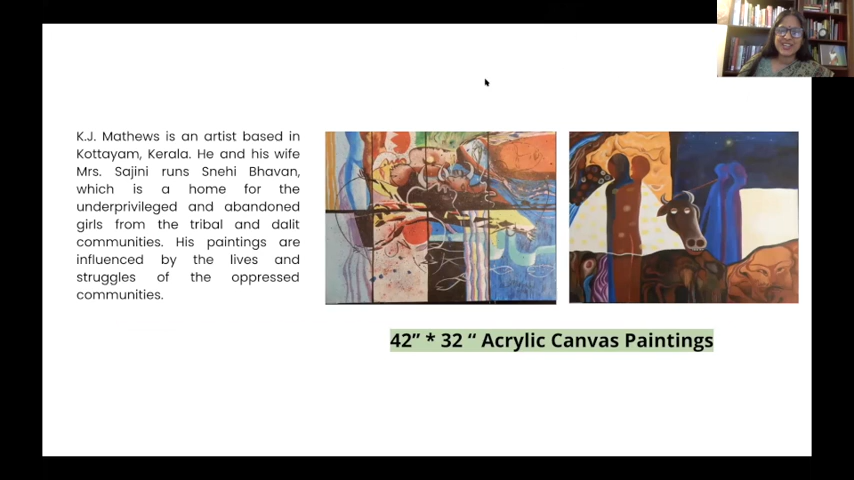 K.J. Mathews is an artist based in
Kottayam, Kerala. He and his wife
Mrs. Sajini runs Snehi Bhavan,
which is a home for the
underprivileged and abandoned
girls from the tribal and dalit
communities. His paintings are
influenced by the lives and
struggles of the oppressed
communities.
42” * 32 “ Acrylic Canvas Paintings